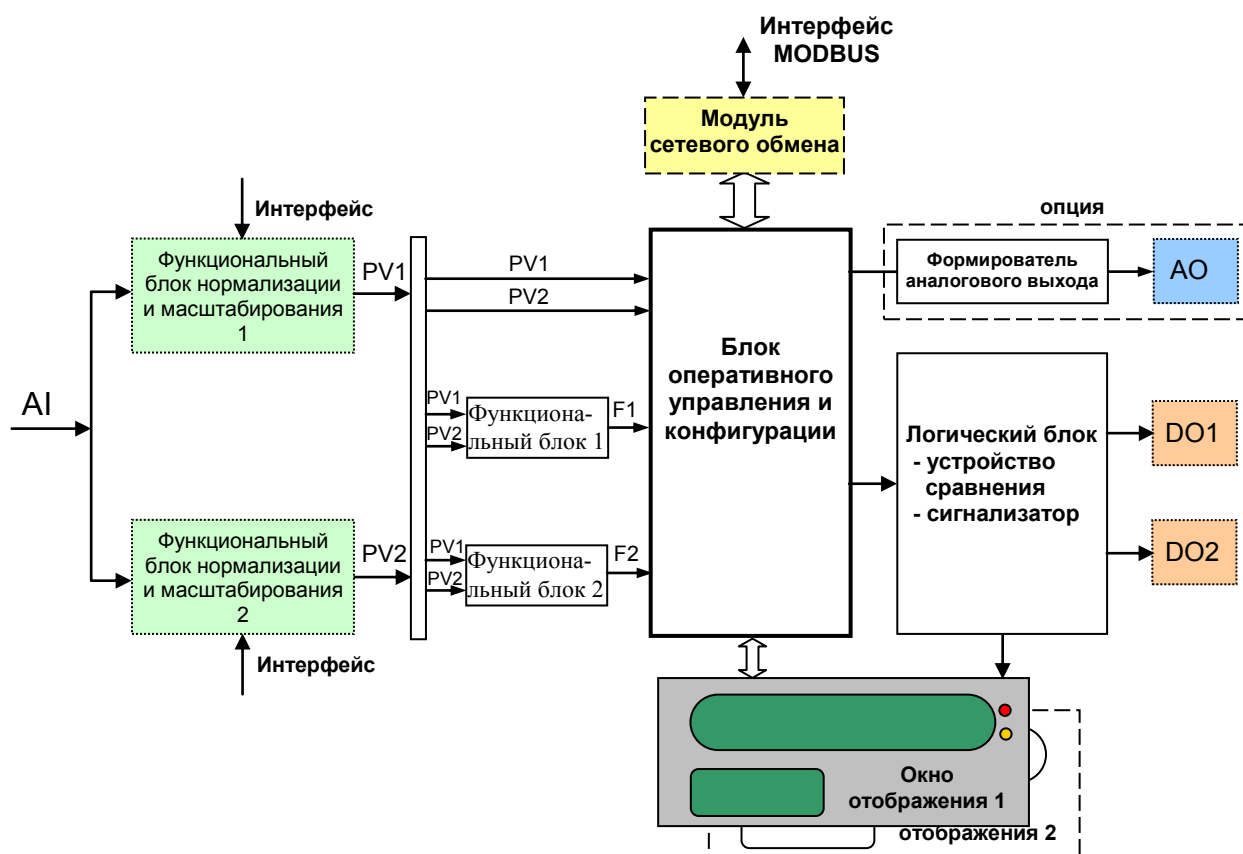 Интерфейс
MODBUS
Модуль
сетевого обмена
Интерфейс
опция
Функциональный
блок нормализации
и масштабирования
1
PV1
PV1
PV2
Формирователь
аналогового выхода
AO
Блок
оперативного
управления и
конфигурации
AI
PV1
PV2
Функциона-
льный блок 1
F1
Логический блок
- устройство
сравнения
- сигнализатор
DO1
DO2
Функциональный
блок нормализации
и масштабирования
2
PV2
PV1
PV2
Функциона-
льный блок 2
F2
Интерфейс
Окно
отображения 1
отображения 2